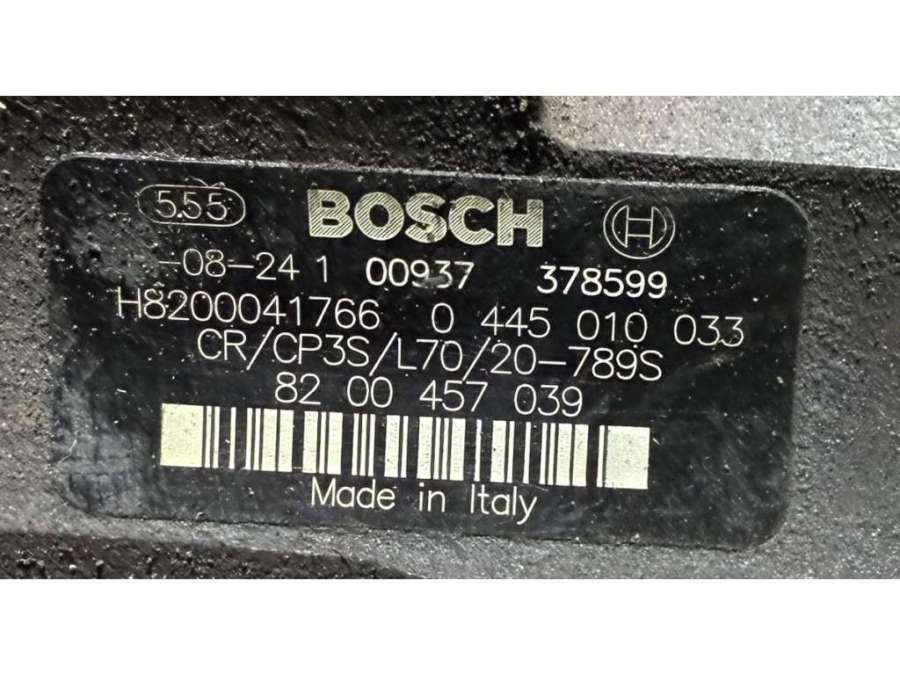 555 BOSCH
-08-24 1 00937 378599
H8200041766 0 445 010 033
CR/CP3S/L70/20-789S
82 00 457 039
Made in Italy